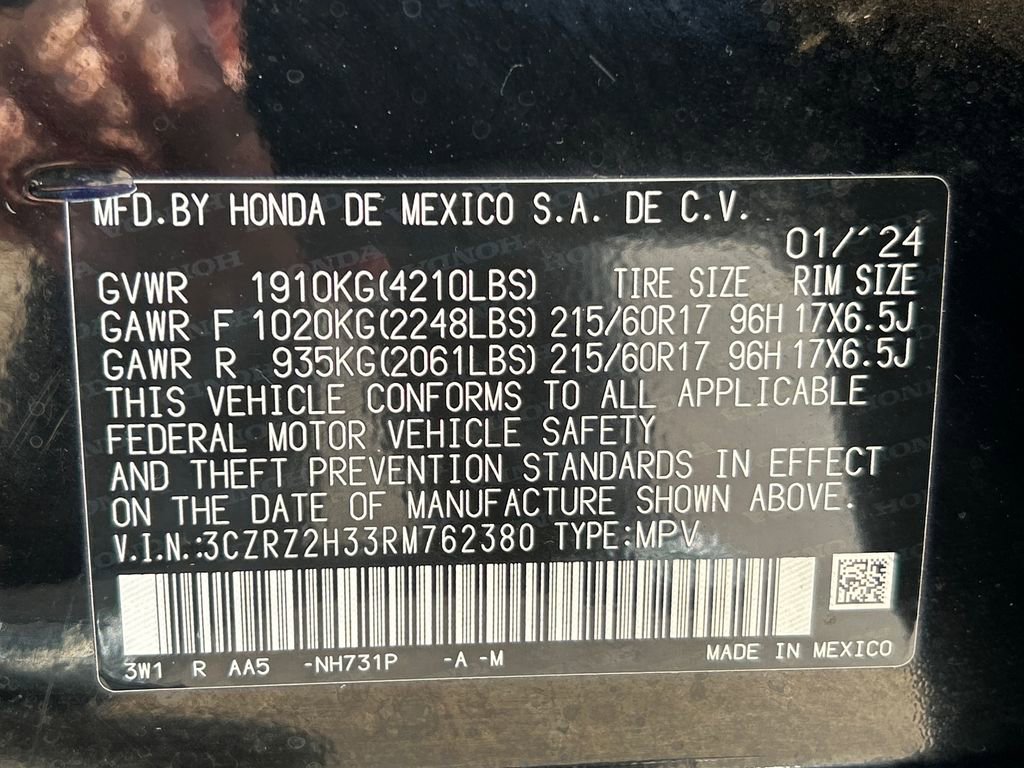 MFD.BY HONDA DE MEXICO S.A. DE C.V.
01/´24
GVWR 1910KG(4210LBS) TIRE SIZE RIM SIZE
GAWR F 1020KG(2248LBS) 215/60R17 96H 17X6.5J
GAWR R 935KG(2061LBS) 215/60R17 96H 17X6.5J
THIS VEHICLE CONFORMS TO ALL APPLICABLE
FEDERAL MOTOR VEHICLE SAFETY
AND THEFT PREVENTION STANDARDS IN EFFECT
ON THE DATE OF MANUFACTURE SHOWN ABOVE.
V.I.N.:3CZRZ2H33RM762380 TYPE:MPV
3W1 R AA5 -NH731P -A -M MADE IN MEXICO